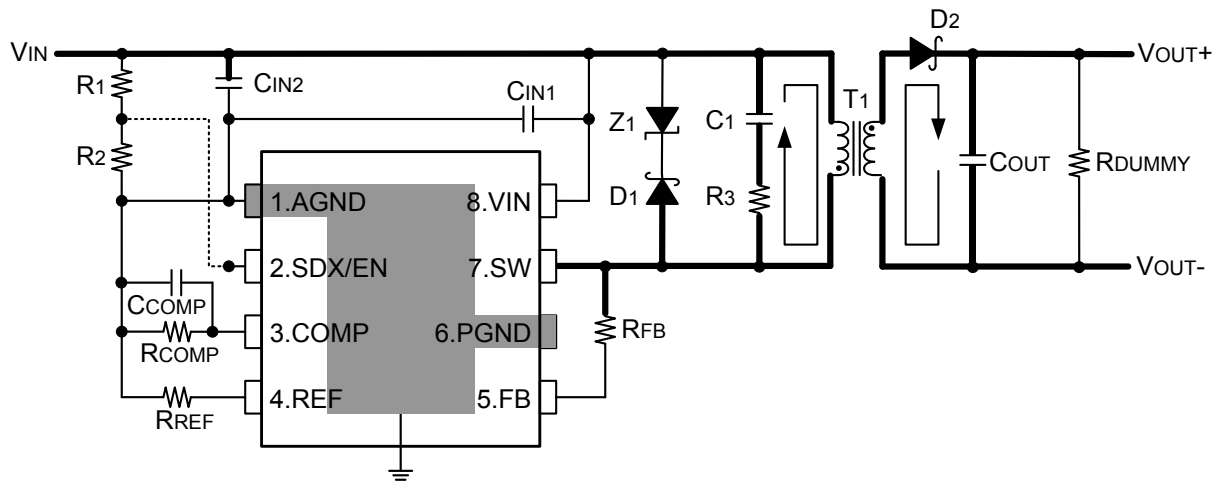 D2
VIN
VOUT+
R1
CIN2
CIN1
T1
Z1
C1
R2
COUT
RDUMMY
1.AGND
8.VIN
D1
R3
2.SDX/EN
7.SW
VOUT-
CCOMP
3.COMP
6.PGND
RFB
RCOMP
4.REF
5.FB
RREF